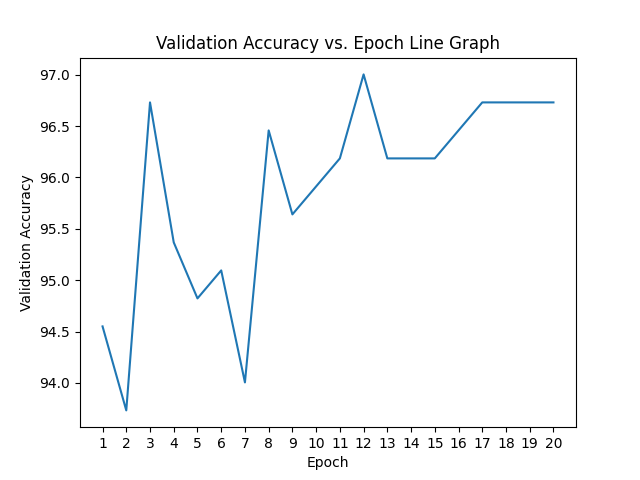 Validation Accuracy vs. Epoch Line Graph
97.0
96.5
96.0
95.5
95.0
94.5
94.0
Validation Accuracy
1 2 3 4 5 6 7 8 9 10 11 12 13 14 15 16 17 18 19 20
Epoch